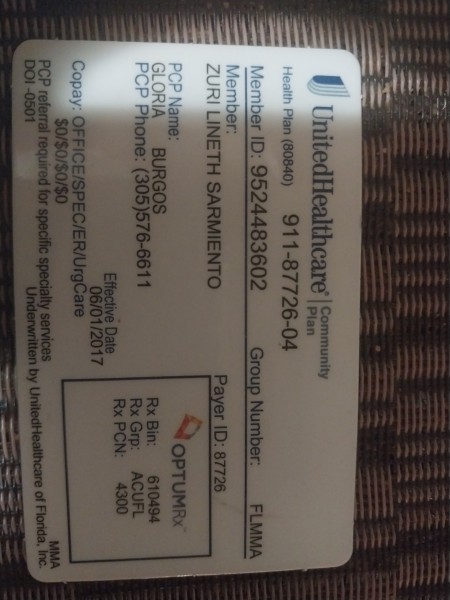 UnitedHealthcare® | Community Plan
Health Plan (80840) 911-87726-04
Member ID: 9524483602 Group Number: FLMMA
Member:
ZURI LINETH SARMIENTO
Payer ID: 87726
PCP Name:
GLORIA BURGOS
PCP Phone: (305)576-6611
OPTUMRx™
Rx Bin: 610494
Rx Grp: ACUFL
Rx PCN: 4300
Effective Date
06/01/2017
Copay: OFFICE/SPEC/ER/UrgCare
$0/$0/$0/$0
PCP referral required for specific specialty services
MMA
DOI -0501
Underwritten by UnitedHealthcare of Florida, Inc.